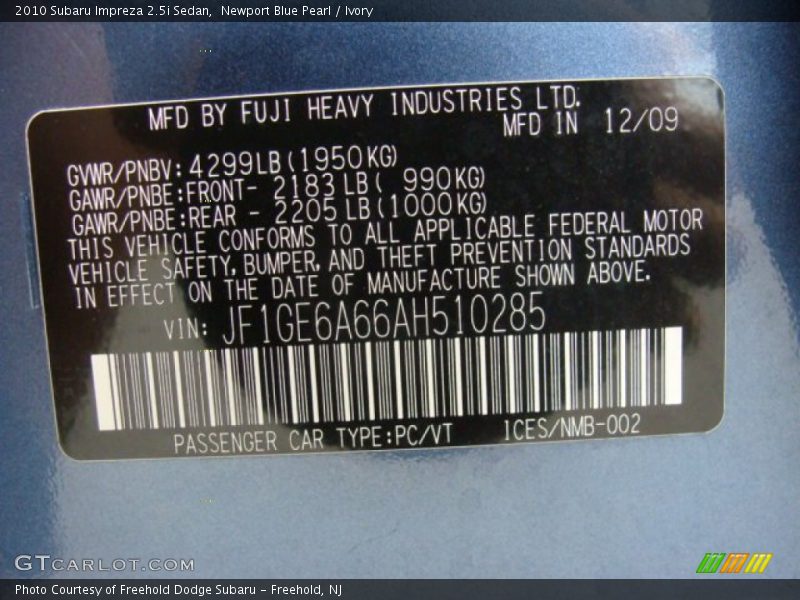 2010 Subaru Impreza 2.5i Sedan,  Newport Blue Pearl / Ivory
MFD BY FUJI HEAVY INDUSTRIES LTD.
MFD IN 12/09
GVWR/PNBV: 4299LB (1950KG)
GAWR/PNBE:FRONT- 2183 LB( 990KG)
GAWR/PNBE:REAR - 2205 LB(1000KG)
THIS VEHICLE CONFORMS TO ALL APPLICABLE FEDERAL MOTOR
VEHICLE SAFETY, BUMPER, AND THEFT PREVENTION STANDARDS
IN EFFECT ON THE DATE OF MANUFACTURE SHOWN ABOVE.
VIN: JF1GE6A66AH510285
PASSENGER CAR TYPE:PC/VT ICES/NMB-002
GTCARLOT.COM
Photo Courtesy of Freehold Dodge Subaru – Freehold, NJ